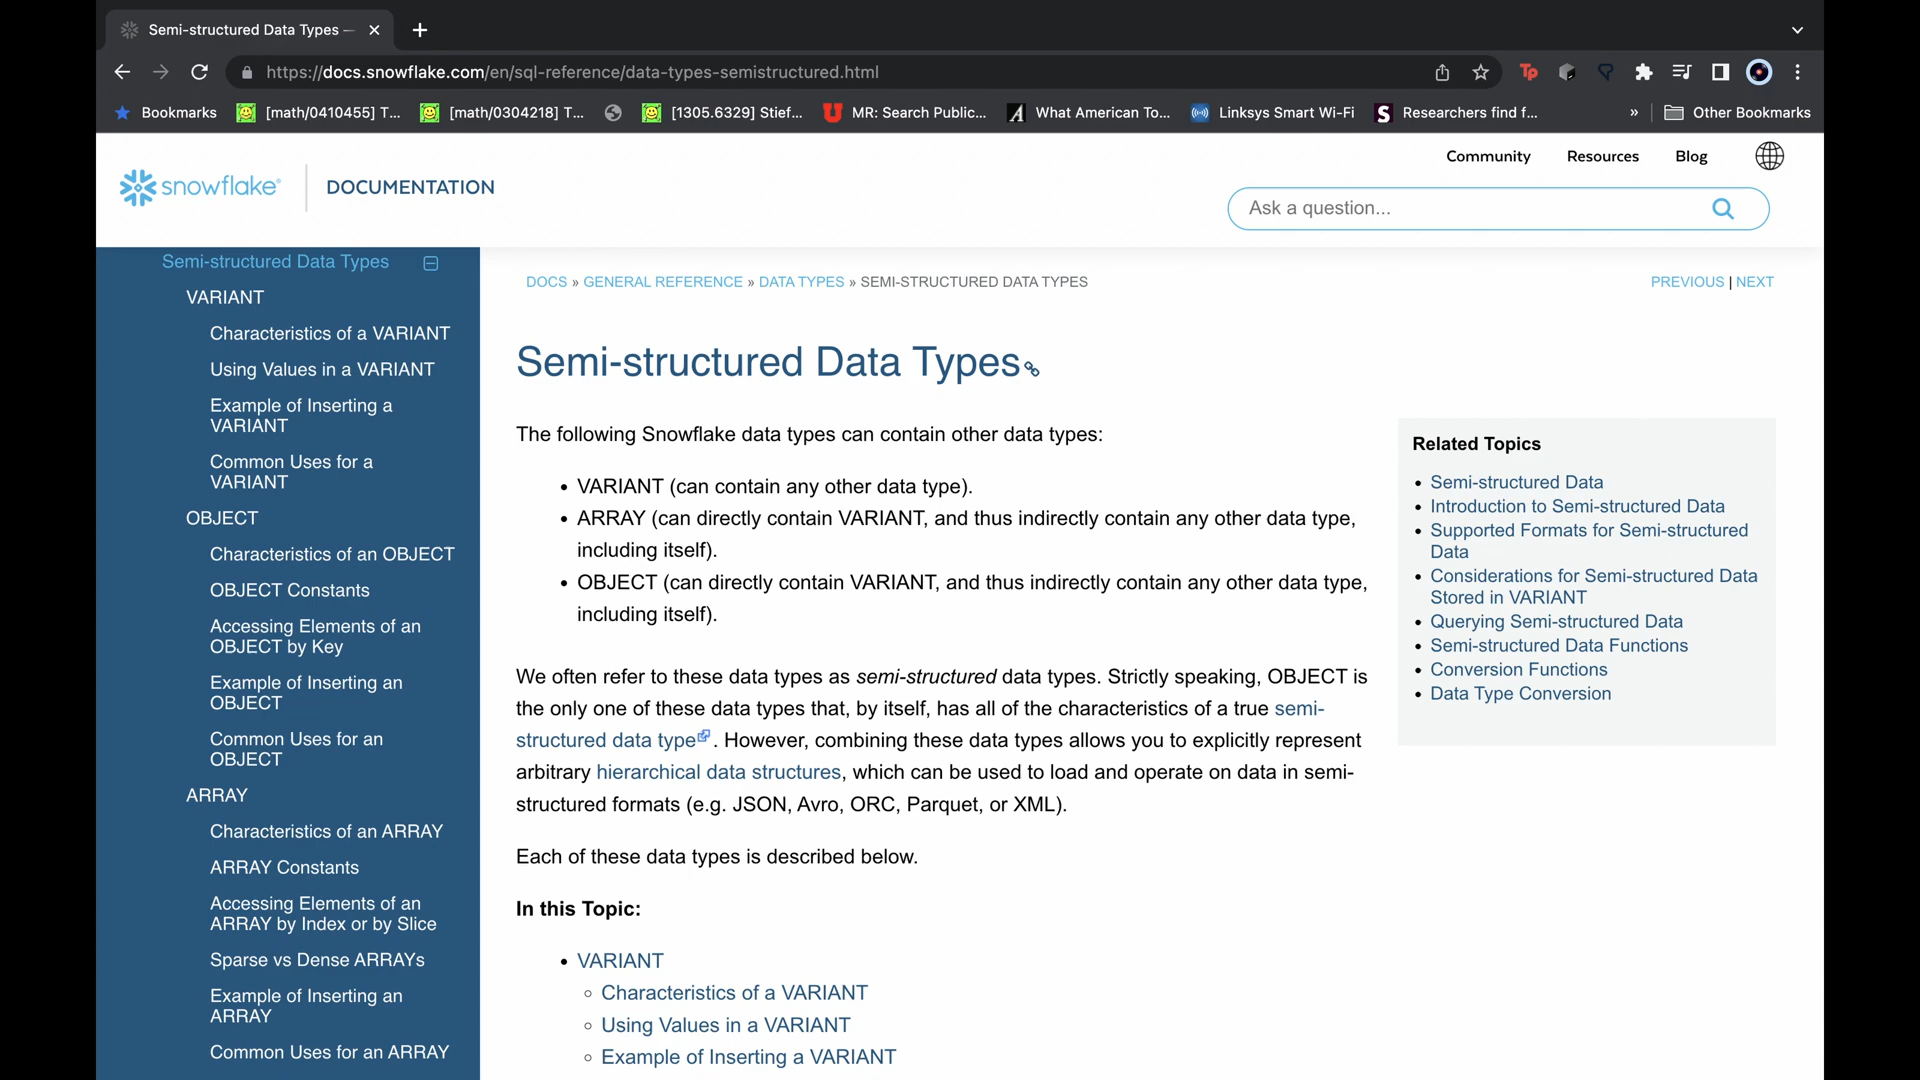 Semi-structured Data Types —
https://docs.snowflake.com/en/sql-reference/data-types-semistructured.html
Bookmarks
[math/0410455] T...
[math/0304218] T...
[1305.6329] Stief...
MR: Search Public...
What American To...
Linksys Smart Wi-Fi
Researchers find f...
»
Other Bookmarks
Community
Resources
Blog
snowflake®
DOCUMENTATION
Ask a question...
Semi-structured Data Types
VARIANT
Characteristics of a VARIANT
Using Values in a VARIANT
Example of Inserting a
VARIANT
Common Uses for a
VARIANT
OBJECT
Characteristics of an OBJECT
OBJECT Constants
Accessing Elements of an
OBJECT by Key
Example of Inserting an
OBJECT
Common Uses for an
OBJECT
ARRAY
Characteristics of an ARRAY
ARRAY Constants
Accessing Elements of an
ARRAY by Index or by Slice
Sparse vs Dense ARRAYs
Example of Inserting an
ARRAY
Common Uses for an ARRAY
DOCS » GENERAL REFERENCE » DATA TYPES » SEMI-STRUCTURED DATA TYPES
PREVIOUS | NEXT
Semi-structured Data Types
The following Snowflake data types can contain other data types:
• VARIANT (can contain any other data type).
• ARRAY (can directly contain VARIANT, and thus indirectly contain any other data type,
including itself).
• OBJECT (can directly contain VARIANT, and thus indirectly contain any other data type,
including itself).
We often refer to these data types as semi-structured data types. Strictly speaking, OBJECT is
the only one of these data types that, by itself, has all of the characteristics of a true semi-
structured data type. However, combining these data types allows you to explicitly represent
arbitrary hierarchical data structures, which can be used to load and operate on data in semi-
structured formats (e.g. JSON, Avro, ORC, Parquet, or XML).
Each of these data types is described below.
In this Topic:
• VARIANT
◦ Characteristics of a VARIANT
◦ Using Values in a VARIANT
◦ Example of Inserting a VARIANT
Related Topics
• Semi-structured Data
• Introduction to Semi-structured Data
• Supported Formats for Semi-structured
Data
• Considerations for Semi-structured Data
Stored in VARIANT
• Querying Semi-structured Data
• Semi-structured Data Functions
• Conversion Functions
• Data Type Conversion